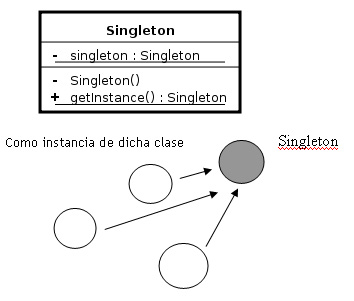 Singleton
- singleton : Singleton
- Singleton()
+ getInstance() : Singleton
Como instancia de dicha clase
Singleton